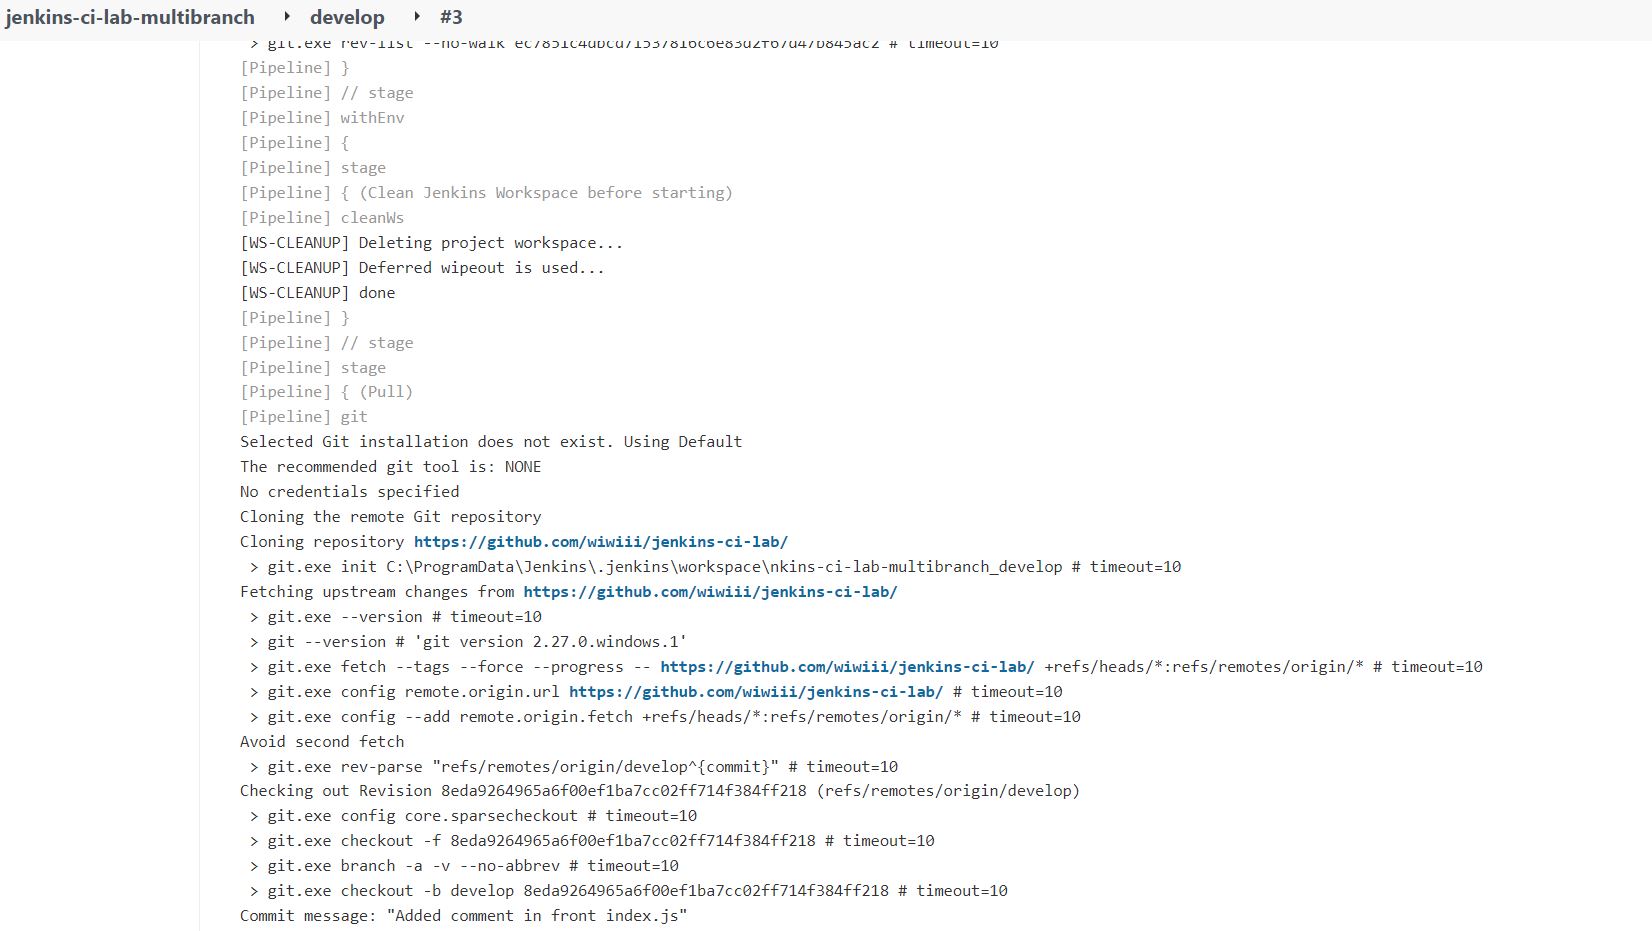 jenkins-ci-lab-multibranch ‣ develop ‣ #3
> git.exe rev-list --no-walk # timeout=10
[Pipeline] }
[Pipeline] // stage
[Pipeline] withEnv
[Pipeline] {
[Pipeline] stage
[Pipeline] { (Clean Jenkins Workspace before starting)
[Pipeline] cleanWs
[WS-CLEANUP] Deleting project workspace...
[WS-CLEANUP] Deferred wipeout is used...
[WS-CLEANUP] done
[Pipeline] }
[Pipeline] // stage
[Pipeline] stage
[Pipeline] { (Pull)
[Pipeline] git
Selected Git installation does not exist. Using Default
The recommended git tool is: NONE
No credentials specified
Cloning the remote Git repository
Cloning repository https://github.com/wiwiii/jenkins-ci-lab/
> git.exe init C:\ProgramData\Jenkins\.jenkins\workspace\nkins-ci-lab-multibranch_develop # timeout=10
Fetching upstream changes from https://github.com/wiwiii/jenkins-ci-lab/
> git.exe --version # timeout=10
> git --version # 'git version 2.27.0.windows.1'
> git.exe fetch --tags --force --progress -- https://github.com/wiwiii/jenkins-ci-lab/ +refs/heads/*:refs/remotes/origin/* # timeout=10
> git.exe config remote.origin.url https://github.com/wiwiii/jenkins-ci-lab/ # timeout=10
> git.exe config --add remote.origin.fetch +refs/heads/*:refs/remotes/origin/* # timeout=10
Avoid second fetch
> git.exe rev-parse "refs/remotes/origin/develop^{commit}" # timeout=10
Checking out Revision 8eda9264965a6f00ef1ba7cc02ff714f384ff218 (refs/remotes/origin/develop)
> git.exe config core.sparsecheckout # timeout=10
> git.exe checkout -f 8eda9264965a6f00ef1ba7cc02ff714f384ff218 # timeout=10
> git.exe branch -a -v --no-abbrev # timeout=10
> git.exe checkout -b develop 8eda9264965a6f00ef1ba7cc02ff714f384ff218 # timeout=10
Commit message: "Added comment in front index.js"